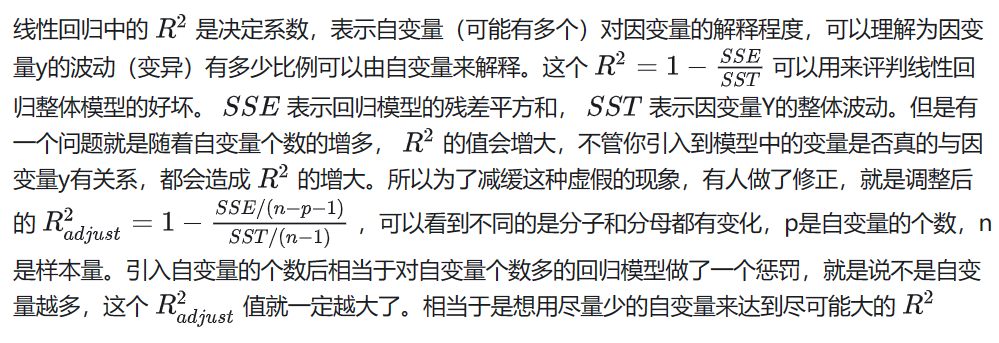 线性回归中的 R² 是决定系数，表示自变量（可能有多个）对因变量的解释程度，可以理解为因变
量y的波动（变异）有多少比例可以由自变量来解释。这个 R² = 1 − SSE/SST 可以用来评判线性回
归整体模型的好坏。 SSE 表示回归模型的残差平方和， SST 表示因变量Y的整体波动。但是有
一个问题就是随着自变量个数的增多， R² 的值会增大，不管你引入到模型中的变量是否真的与因
变量y有关系，都会造成 R² 的增大。所以为了减缓这种虚假的现象，有人做了修正，就是调整后
的 R²_adjust = 1 − (SSE/(n−p−1))/(SST/(n−1)) ，可以看到不同的是分子和分母都有变化，p是自变量的个数，n
是样本量。引入自变量的个数后相当于对自变量个数多的回归模型做了一个惩罚，就是说不是自变
量越多，这个 R²_adjust 值就一定越大了。相当于是想用尽量少的自变量来达到尽可能大的 R²